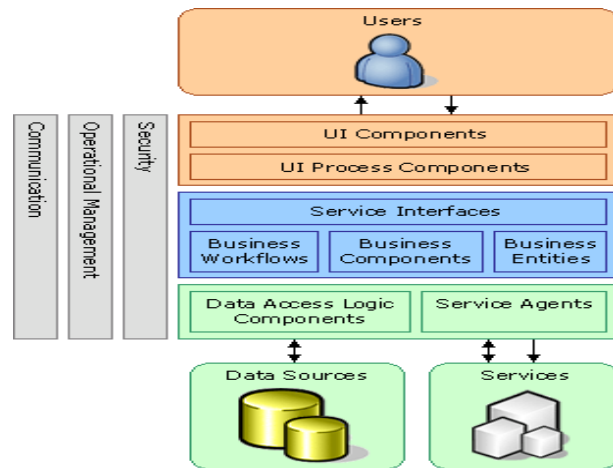 Users
Communication
Operational Management
Security
UI Components
UI Process Components
Service Interfaces
Business
Workflows
Business
Components
Business
Entities
Data Access Logic
Components
Service Agents
Data Sources
Services